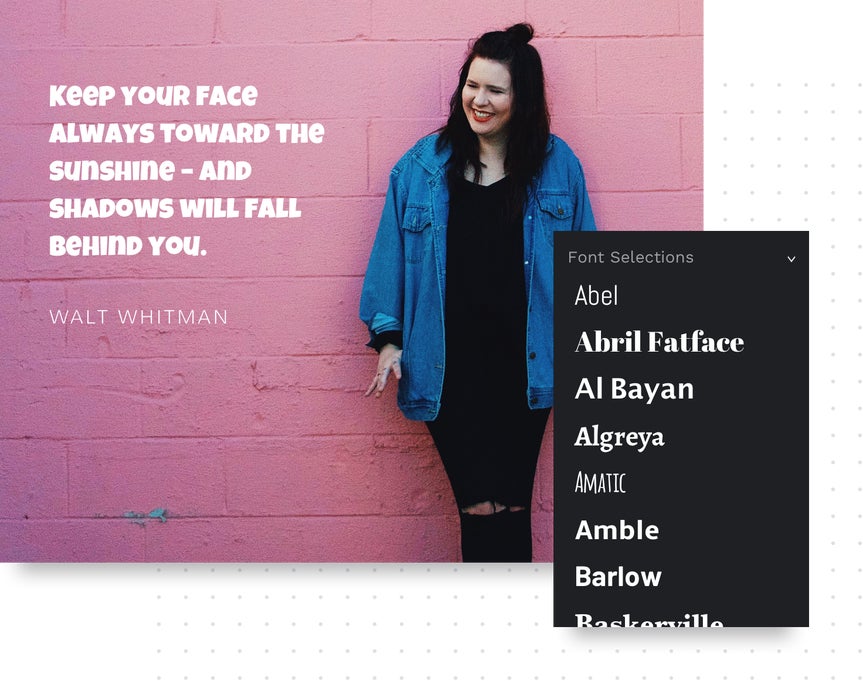 Keep your face
always toward the
sunshine - and
shadows will fall
behind you.
WALT WHITMAN
Font Selections
Abel
Abril Fatface
Al Bayan
Algreya
Amatic
Amble
Barlow
Baskerville